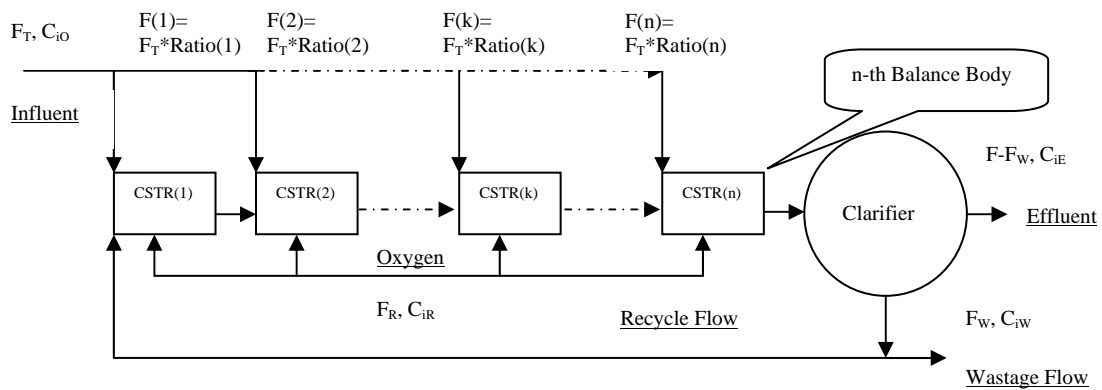 F_T, C_iO
F(1)=
F_T*Ratio(1)
F(2)=
F_T*Ratio(2)
F(k)=
F_T*Ratio(k)
F(n)=
F_T*Ratio(n)
n-th Balance Body
Influent
F-F_W, C_iE
CSTR(1)
CSTR(2)
CSTR(k)
CSTR(n)
Clarifier
Effluent
Oxygen
F_R, C_iR
Recycle Flow
F_W, C_iW
Wastage Flow